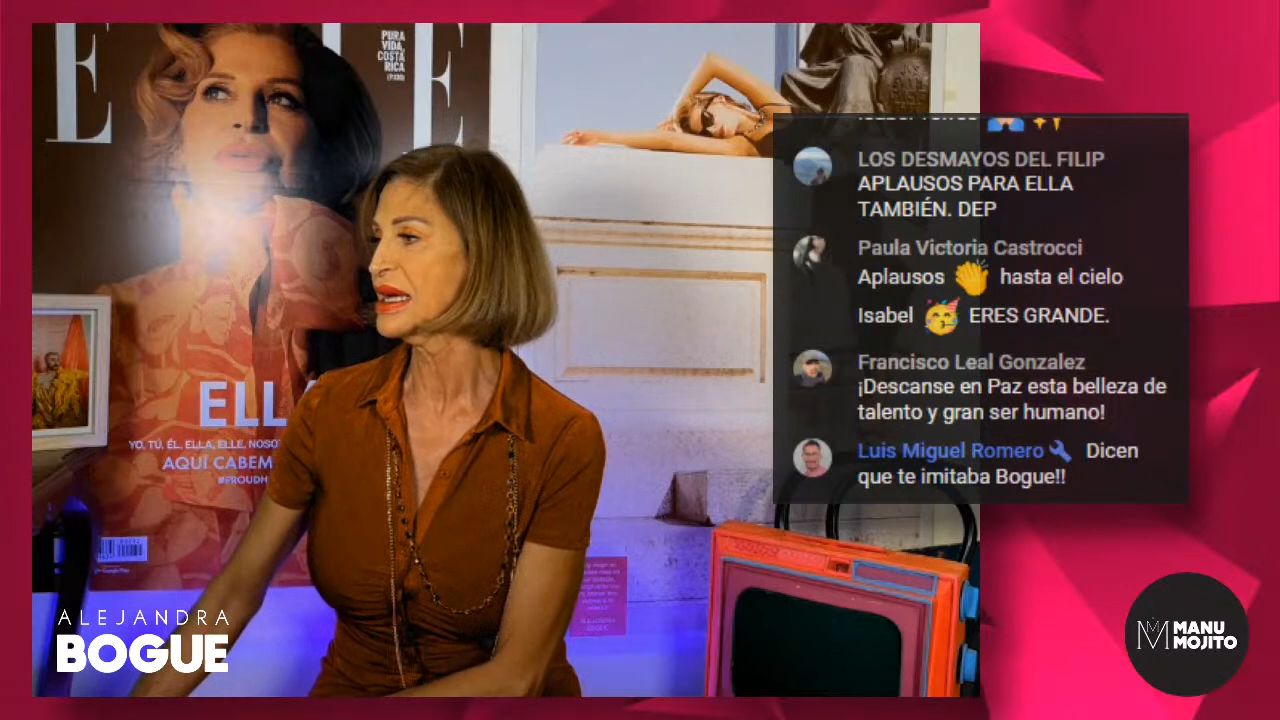 E
E
PURA
VIDA,
COSTA
RICA
(P.130)
ELL
YO, TÚ, ÉL, ELLA, ELLE, NOSO
AQUÍ CABEM
#PROUDH
ALEJANDRA
BOGUE
LOS DESMAYOS DEL FILIP
APLAUSOS PARA ELLA
TAMBIÉN. DEP
Paula Victoria Castrocci
Aplausos 👏 hasta el cielo
Isabel 🥳 ERES GRANDE.
Francisco Leal Gonzalez
¡Descanse en Paz esta belleza de
talento y gran ser humano!
Luis Miguel Romero🔧 Dicen
que te imitaba Bogue!!
M MANU
MOJITO